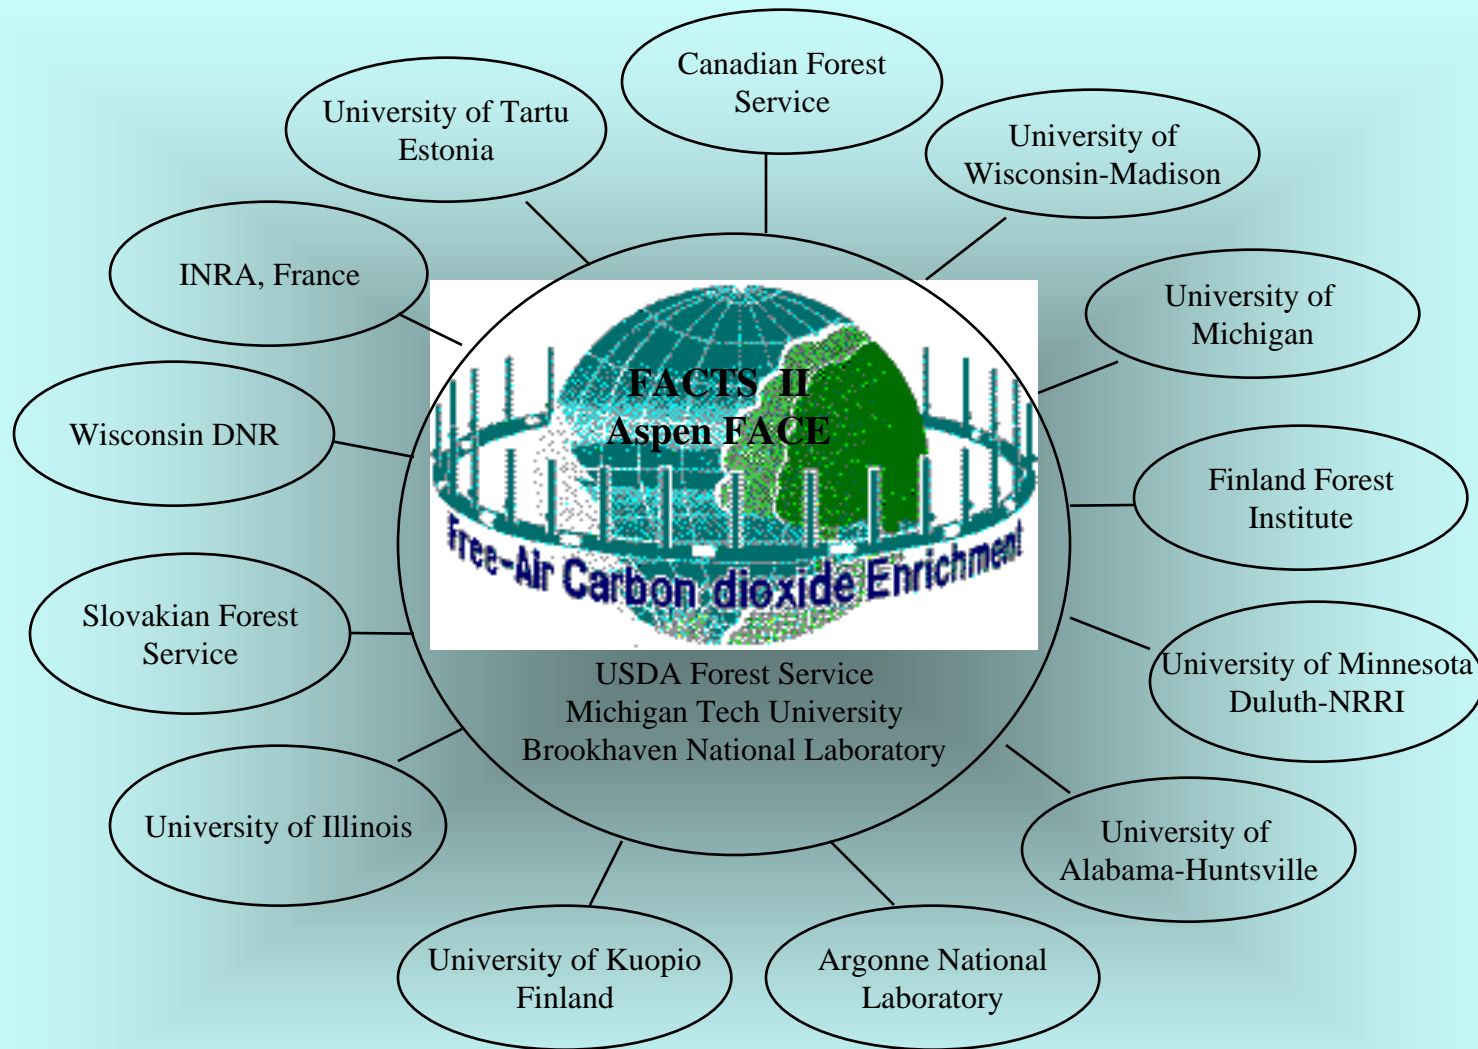 Canadian Forest
Service
University of Tartu
Estonia
University of
Wisconsin-Madison
INRA, France
University of
Michigan
FACTS II
Aspen FACE
Wisconsin DNR
Finland Forest
Institute
Free-Air Carbon dioxide Enrichment
Slovakian Forest
Service
University of Minnesota
Duluth-NRRI
USDA Forest Service
Michigan Tech University
Brookhaven National Laboratory
University of Illinois
University of
Alabama-Huntsville
University of Kuopio
Finland
Argonne National
Laboratory